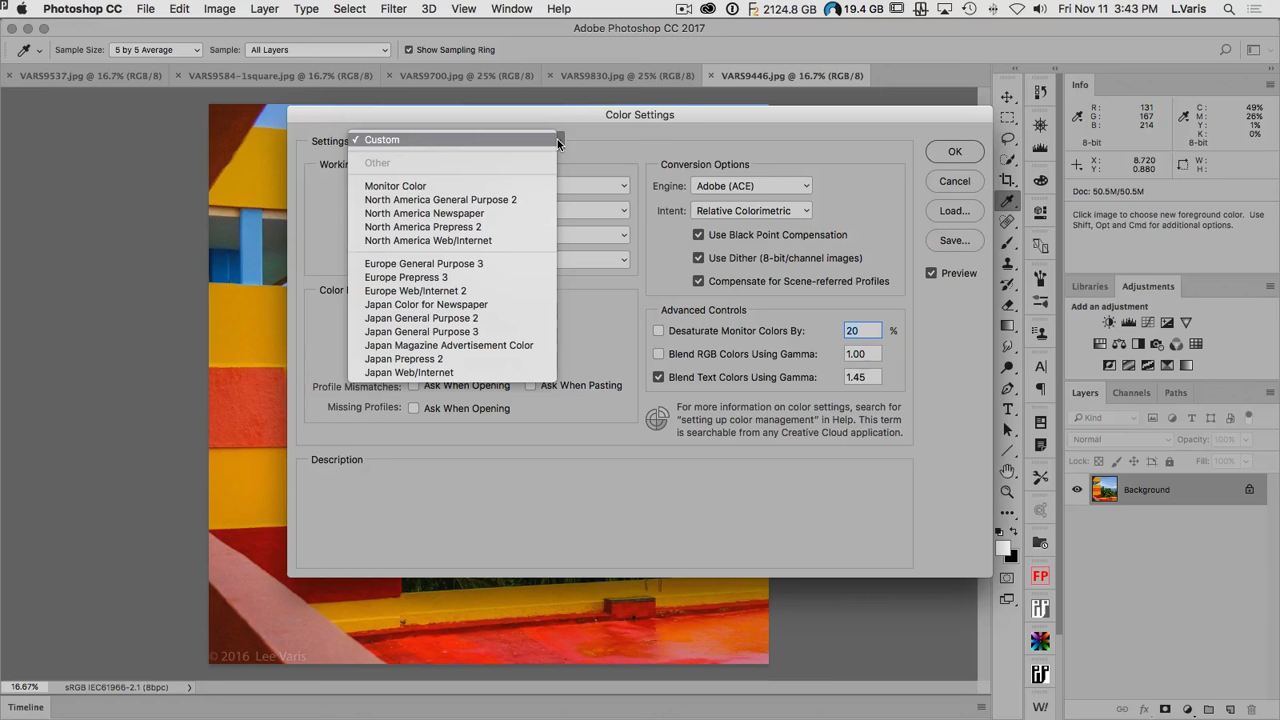 Photoshop CC File Edit Image Layer Type Select Filter 3D View Window Help 2124.8 GB 19.4 GB Fri Nov 11 3:43 PM L.Varis
Adobe Photoshop CC 2017
Sample Size: 5 by 5 Average Sample: All Layers Show Sampling Ring
VARS9537.jpg @ 16.7% (RGB/8) VARS9584-1square.jpg @ 16.7% (RGB/8) VARS9700.jpg @ 25% (RGB/8) VARS9830.jpg @ 25% (RGB/8) VARS9446.jpg @ 16.7% (RGB/8)
Color Settings
Settings
Custom
Other
Monitor Color
North America General Purpose 2
North America Newspaper
North America Prepress 2
North America Web/Internet
Europe General Purpose 3
Europe Prepress 3
Europe Web/Internet 2
Japan Color for Newspaper
Japan General Purpose 2
Japan General Purpose 3
Japan Magazine Advertisement Color
Japan Prepress 2
Japan Web/Internet
Profile Mismatches: Ask When Opening Ask When Pasting
Missing Profiles: Ask When Opening
Conversion Options
Engine: Adobe (ACE)
Intent: Relative Colorimetric
Use Black Point Compensation
Use Dither (8-bit/channel images)
Compensate for Scene-referred Profiles
Advanced Controls
Desaturate Monitor Colors By: 20 %
Blend RGB Colors Using Gamma: 1.00
Blend Text Colors Using Gamma: 1.45
For more information on color settings, search for
"setting up color management" in Help. This term
is searchable from any Creative Cloud application.
Description
OK
Cancel
Load...
Save...
Preview
Info
R: 131 C: 49%
G: 167 M: 26%
B: 214
8-bit 8-bit
X: 8.720 W:
Y: 0.880 H:
Doc: 50.5M/50.5M
Click image to choose new foreground color. Use
Shift, Opt and Cmd for additional options.
Libraries Adjustments
Add an adjustment
Layers Channels Paths
Kind
Normal Opacity: 100%
Lock: Fill: 100%
Background
FP
W!
© 2016 Lee Varis
16.67% sRGB IEC61966-2.1 (8bpc)
Timeline